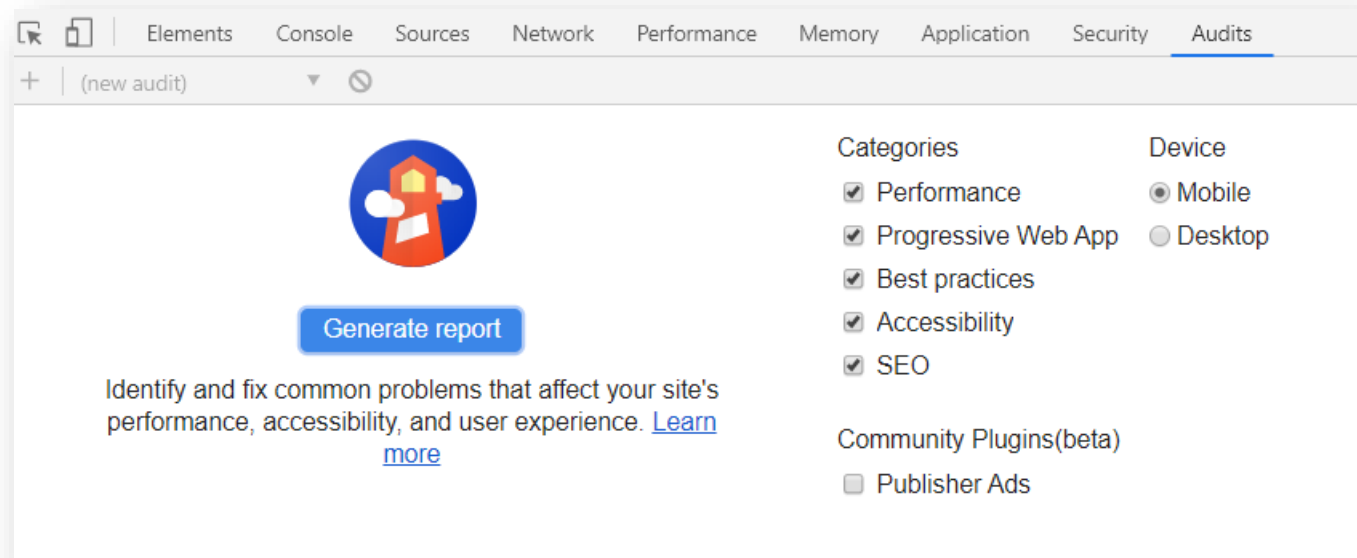 Elements Console Sources Network Performance Memory Application Security Audits
(new audit)
Generate report
Identify and fix common problems that affect your site's
performance, accessibility, and user experience. Learn
more
Categories
Performance
Progressive Web App
Best practices
Accessibility
SEO
Device
Mobile
Desktop
Community Plugins(beta)
Publisher Ads